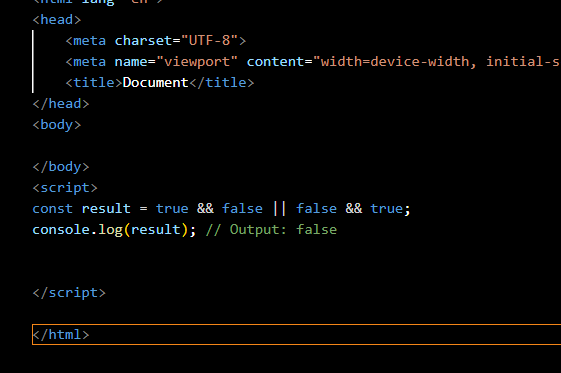 <html lang="en">
<head>
<meta charset="UTF-8">
<meta name="viewport" content="width=device-width, initial-s
<title>Document</title>
</head>
<body>
</body>
<script>
const result = true && false || false && true;
console.log(result); // Output: false
</script>
</html>